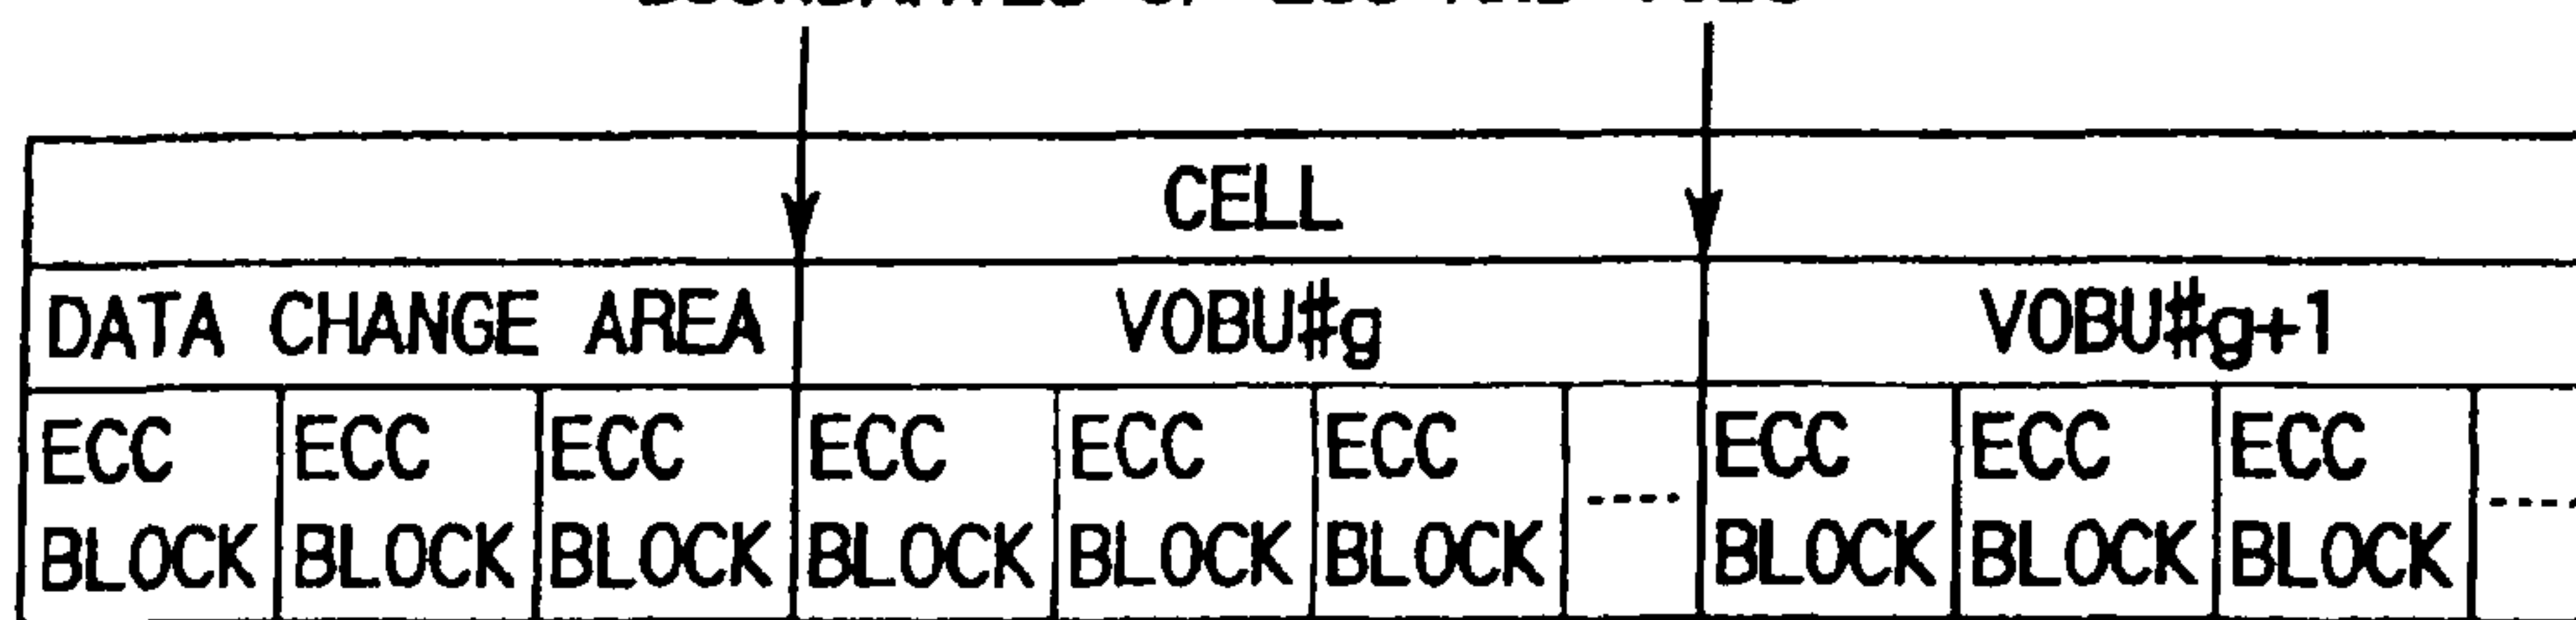 CELL
DATA CHANGE AREA VOBU#g VOBU#g+1
ECC ECC ECC ECC ECC ECC ECC ECC ECC
BLOCK BLOCK BLOCK BLOCK BLOCK BLOCK ---- BLOCK BLOCK BLOCK ----